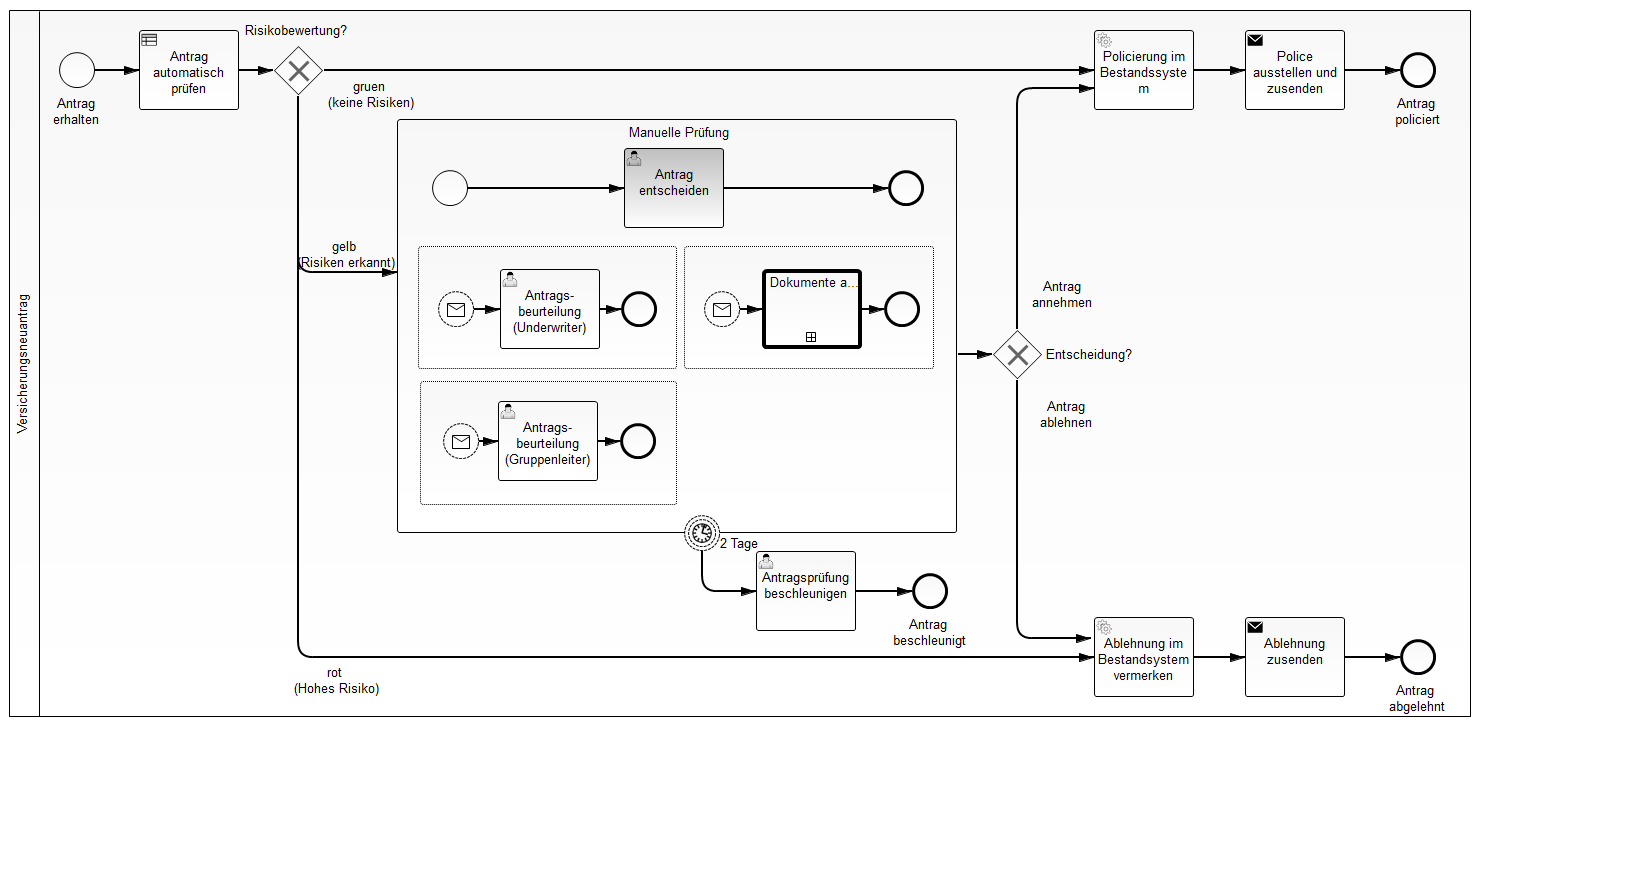 Versicherungsneuantrag
Antrag
erhalten
Antrag
automatisch
prüfen
Risikobewertung?
gruen
(keine Risiken)
gelb
(Risiken erkannt)
rot
(Hohes Risiko)
Manuelle Prüfung
Antrag
entscheiden
Antrags-
beurteilung
(Underwriter)
Dokumente a...
Antrags-
beurteilung
(Gruppenleiter)
2 Tage
Antragsprüfung
beschleunigen
Antrag
beschleunigt
Entscheidung?
Antrag
annehmen
Antrag
ablehnen
Policierung im
Bestandssyste
m
Police
ausstellen und
zusenden
Antrag
policiert
Ablehnung im
Bestandsystem
vermerken
Ablehnung
zusenden
Antrag
abgelehnt